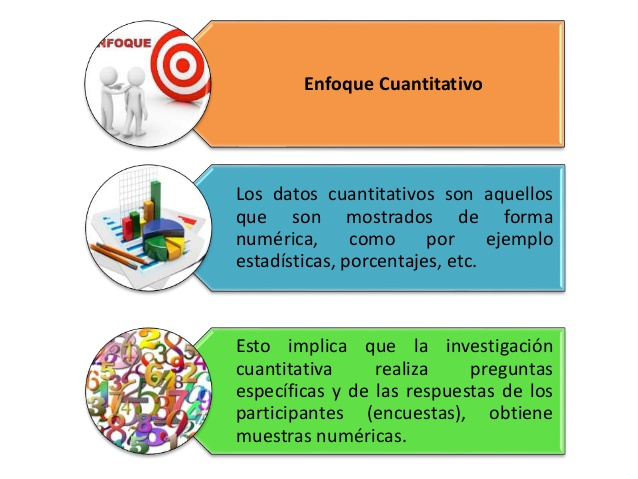 NFOQUE
Enfoque Cuantitativo
Los datos cuantitativos son aquellos
que son mostrados de forma
numérica, como por ejemplo
estadísticas, porcentajes, etc.
Esto implica que la investigación
cuantitativa realiza preguntas
específicas y de las respuestas de los
participantes (encuestas), obtiene
muestras numéricas.